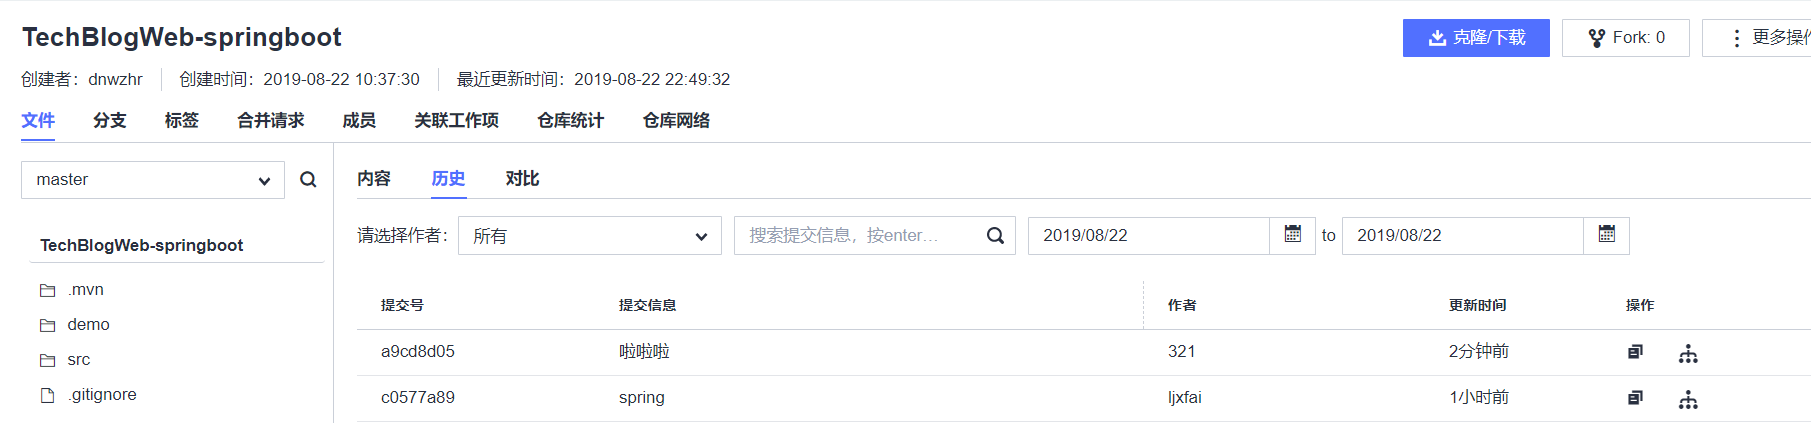 TechBlogWeb-springboot
克隆/下载
Fork: 0
更多操作
创建者：dnwzhr
创建时间：2019-08-22 10:37:30
最近更新时间：2019-08-22 22:49:32
文件 分支 标签 合并请求 成员 关联工作项 仓库统计 仓库网络
master
内容 历史 对比
请选择作者：
所有
搜索提交信息，按enter...
2019/08/22
to
2019/08/22
TechBlogWeb-springboot
.mvn
demo
src
.gitignore
提交号 提交信息 作者 更新时间 操作
a9cd8d05 啦啦啦 321 2分钟前
c0577a89 spring ljxfai 1小时前